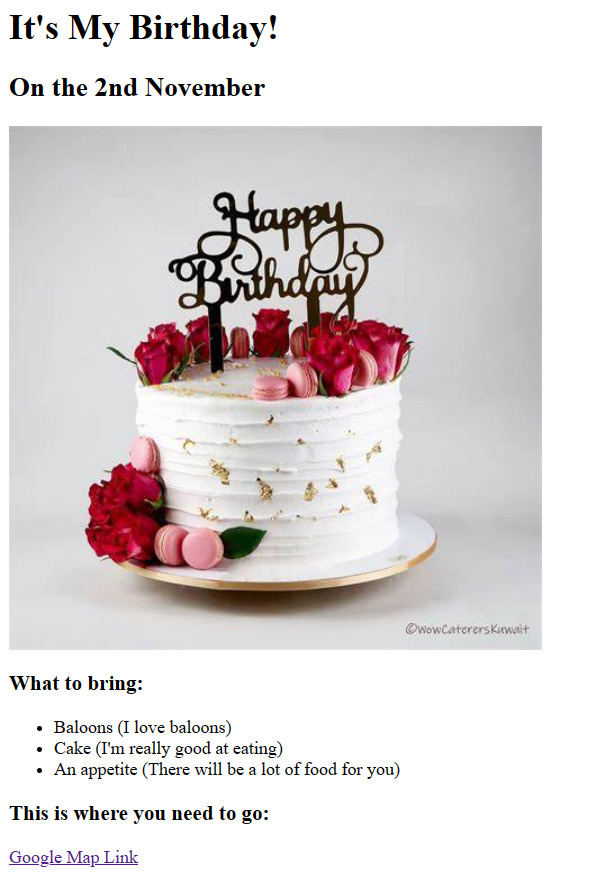 It's My Birthday!
On the 2nd November
Happy
Birthday
©WowCaterersKuwait
What to bring:
• Baloons (I love baloons)
• Cake (I'm really good at eating)
• An appetite (There will be a lot of food for you)
This is where you need to go:
Google Map Link